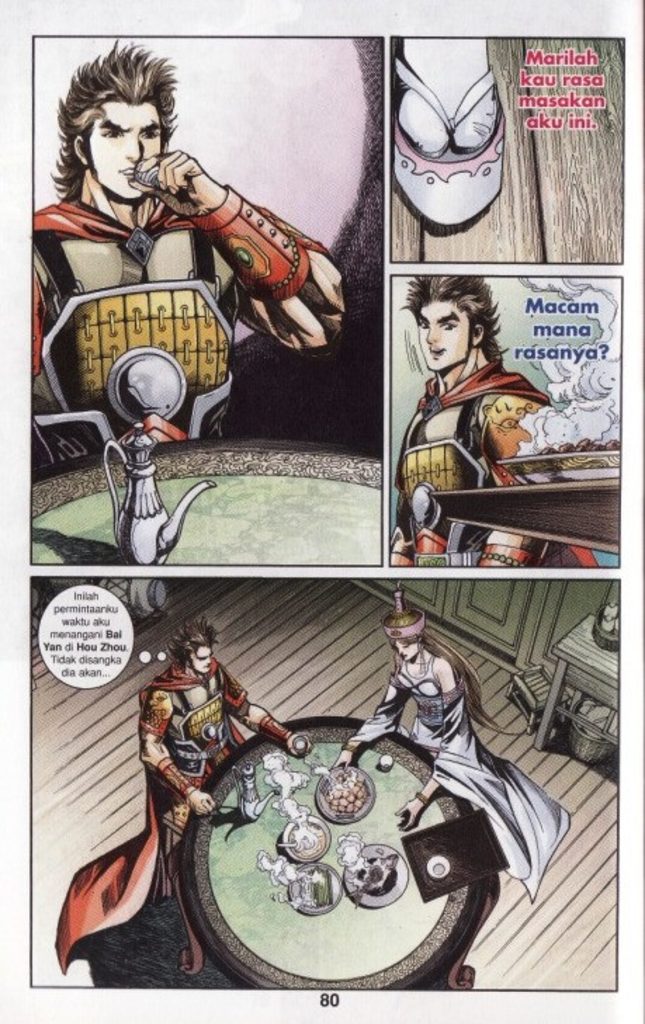 Marilah
kau rasa
masakan
aku ini.
Macam
mana
rasanya?
Inilah
permintaanku
waktu aku
menangani Bai
Yan di Hou Zhou.
Tidak disangka
dia akan...
80